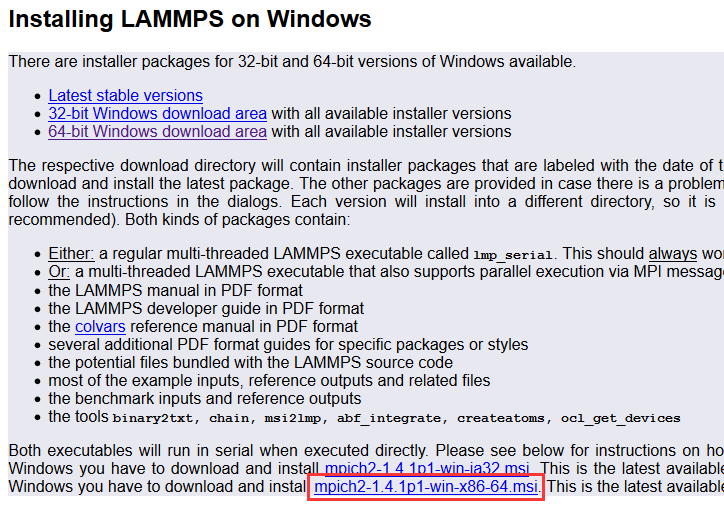 Installing LAMMPS on Windows
There are installer packages for 32-bit and 64-bit versions of Windows available.
Latest stable versions
32-bit Windows download area with all available installer versions
64-bit Windows download area with all available installer versions
The respective download directory will contain installer packages that are labeled with the date of t
download and install the latest package. The other packages are provided in case there is a problem
follow the instructions in the dialogs. Each version will install into a different directory, so it is
recommended). Both kinds of packages contain:
Either: a regular multi-threaded LAMMPS executable called lmp_serial. This should always wor
Or: a multi-threaded LAMMPS executable that also supports parallel execution via MPI messag
the LAMMPS manual in PDF format
the LAMMPS developer guide in PDF format
the colvars reference manual in PDF format
several additional PDF format guides for specific packages or styles
the potential files bundled with the LAMMPS source code
most of the example inputs, reference outputs and related files
the benchmark inputs and reference outputs
the tools binary2txt, chain, msi2lmp, abf_integrate, createatoms, ocl_get_devices
Both executables will run in serial when executed directly. Please see below for instructions on ho
Windows you have to download and install mpich2-1.4.1p1-win-ia32.msi. This is the latest available
Windows you have to download and instal mpich2-1.4.1p1-win-x86-64.msi. This is the latest available